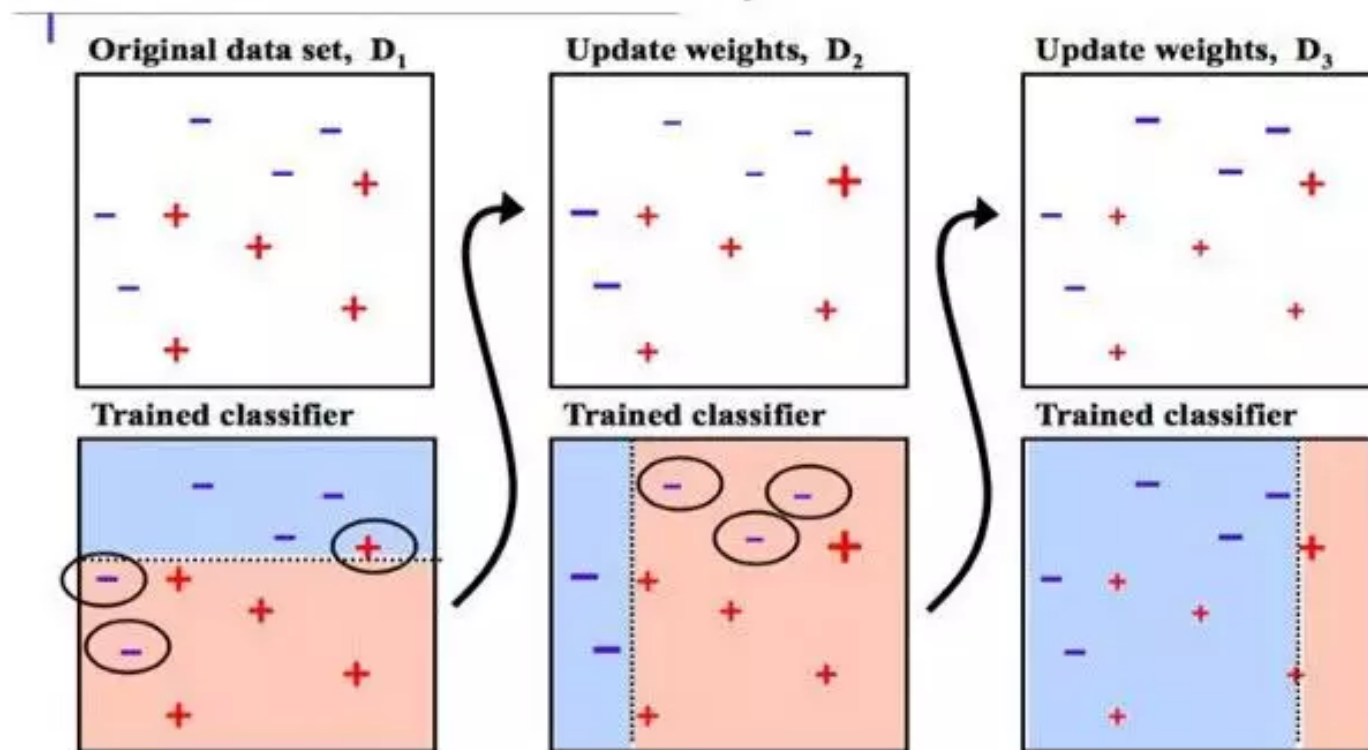 Original data set, D₁
Update weights, D₂
Update weights, D₃
Trained classifier
Trained classifier
Trained classifier